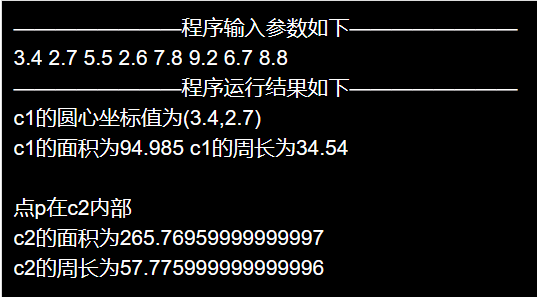 ————————程序输入参数如下————————
3.4 2.7 5.5 2.6 7.8 9.2 6.7 8.8
————————程序运行结果如下————————
c1的圆心坐标值为(3.4,2.7)
c1的面积为94.985 c1的周长为34.54
点p在c2内部
c2的面积为265.76959999999997
c2的周长为57.775999999999996